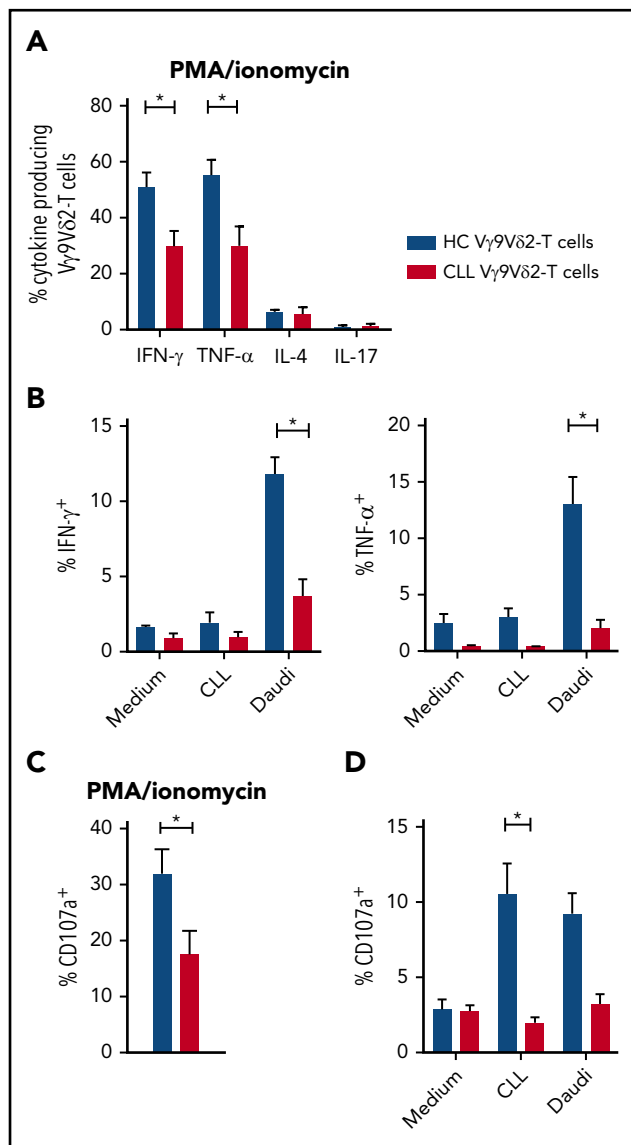 A
PMA/ionomycin
% cytokine producing
Vγ9Vδ2-T cells
80
60
40
20
0
*
*
IFN-γ
TNF-α
IL-4
IL-17
HC Vγ9Vδ2-T cells
CLL Vγ9Vδ2-T cells
B
% IFN-γ+
15
10
5
0
*
Medium
CLL
Daudi
% TNF-α+
20
15
10
5
0
*
Medium
CLL
Daudi
C
PMA/ionomycin
% CD107a+
40
30
20
10
0
*
D
% CD107a+
15
10
5
0
*
Medium
CLL
Daudi